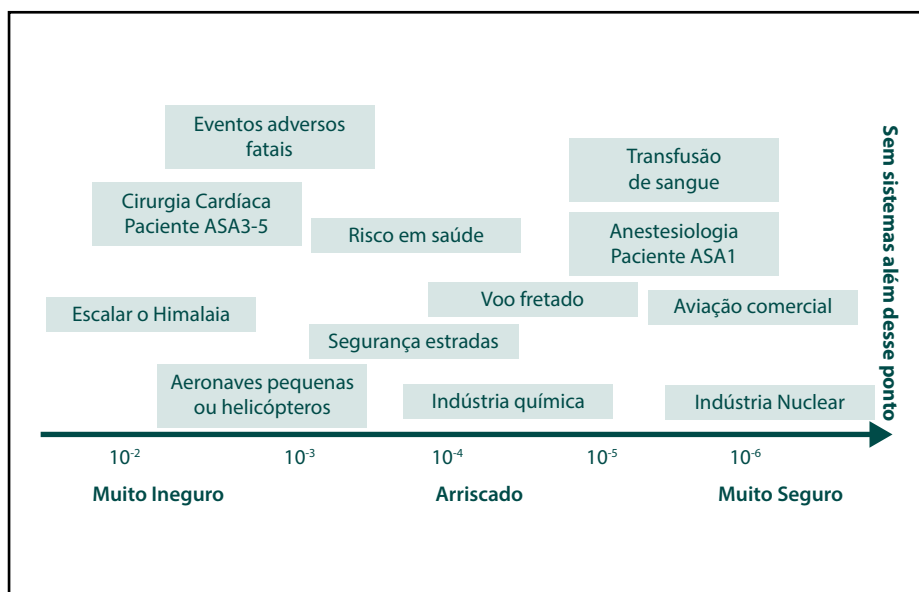 Eventos adversos
fatais
Transfusão
de sangue
Cirurgia Cardíaca
Paciente ASA3-5
Risco em saúde
Anestesiologia
Paciente ASA1
Escalar o Himalaia
Voo fretado
Aviação comercial
Segurança estradas
Aeronaves pequenas
ou helicópteros
Indústria química
Indústria Nuclear
Sem sistemas além desse ponto
10⁻² 10⁻³ 10⁻⁴ 10⁻⁵ 10⁻⁶
Muito Ineguro Arriscado Muito Seguro